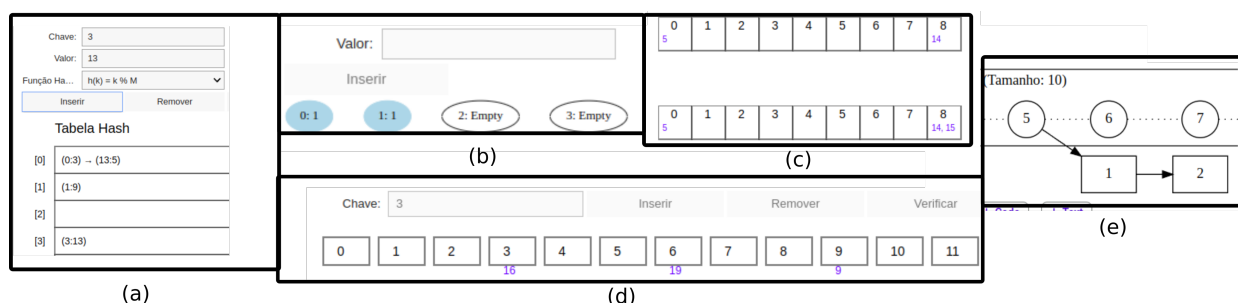 Chave: 3
Valor: 13
Função Ha... h(k) = k % M
Inserir Remover
Tabela Hash
[0] (0:3) → (13:5)
[1] (1:9)
[2]
[3] (3:13)
(a)
Valor:
Inserir
0: 1 1: 1 2: Empty 3: Empty
(b)
0 1 2 3 4 5 6 7 8
5 14
0 1 2 3 4 5 6 7 8
5 14, 15
(c)
Chave: 3 Inserir Remover Verificar
0 1 2 3 4 5 6 7 8 9 10 11
16 19 9
(d)
(Tamanho: 10)
5 6 7
1 2
(e)